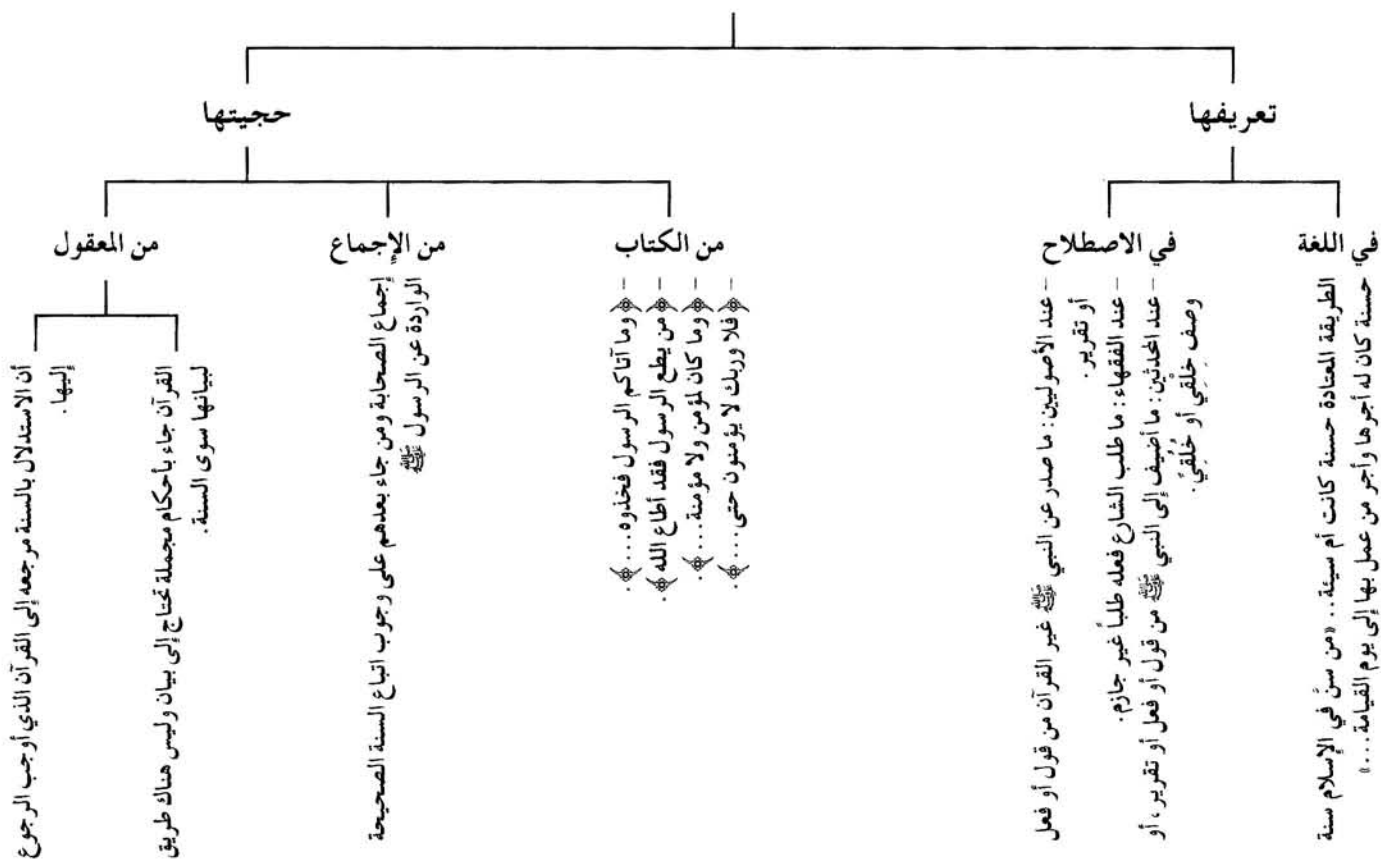 تعريفها
حجيتها
في اللغة
الطريقة المعتادة حسنة كانت أم سيئة.. «من سنَّ في الإسلام سنة
حسنة كان له أجرها وأجر من عمل بها إلى يوم القيامة...»
في الاصطلاح
– عند الأصوليين: ما صدر عن النبي ﷺ غير القرآن من قول أو فعل
أو تقرير.
– عند الفقهاء: ما طلب الشارع فعله طلباً غير جازم.
– عند المحدثين: ما أضيف إلى النبي ﷺ من قول أو فعل أو تقرير، أو
وصف خِلْقِي أو خُلُقيّ.
من الكتاب
– ﴿وما آتاكم الرسول فخذوه...﴾.
– ﴿من يطع الرسول فقد أطاع الله﴾.
– ﴿وما كان لمؤمن ولا مؤمنة...﴾.
– ﴿فلا وربك لا يؤمنون حتى...﴾.
من الإجماع
إجماع الصحابة ومن جاء بعدهم على وجوب اتباع السنة الصحيحة
الواردة عن الرسول ﷺ
من المعقول
القرآن جاء بأحكام مجملة تحتاج إلى بيان وليس هناك طريق
لبيانها سوى السنة.
أن الاستدلال بالسنة مرجعه إلى القرآن الذي أوجب الرجوع
إليها.